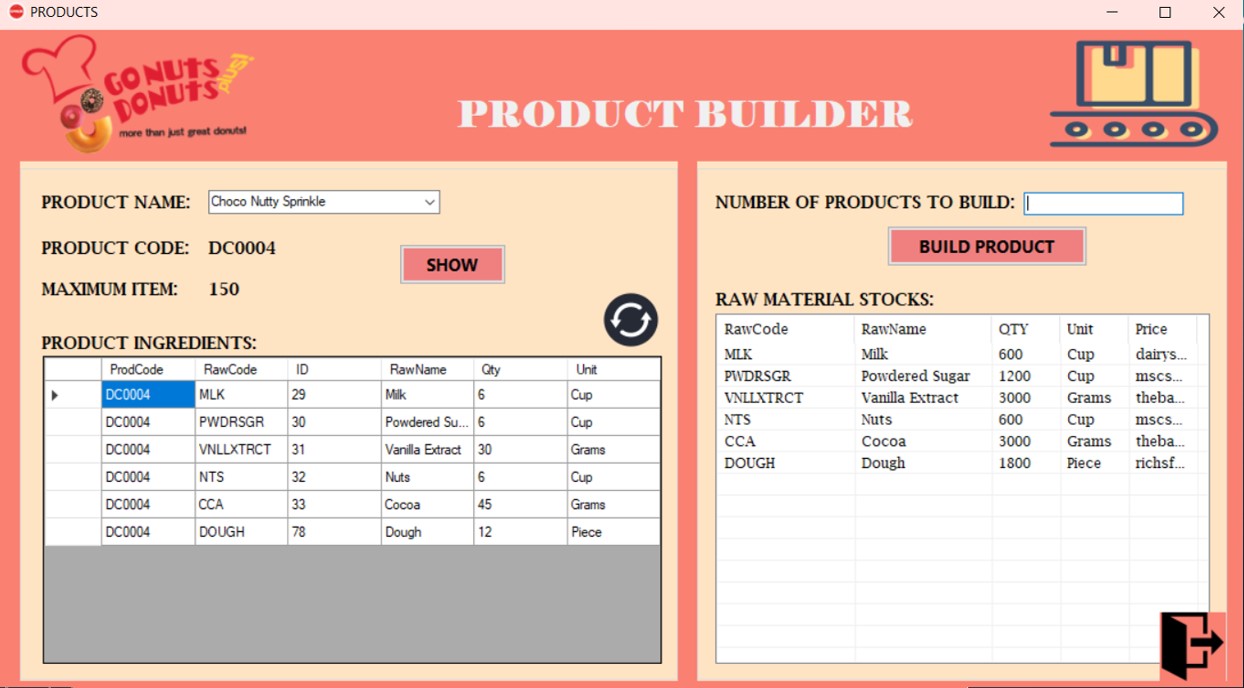 PRODUCTS
GO NUTS
DONUTS
plus!
more than just great donuts!
PRODUCT BUILDER
PRODUCT NAME: Choco Nutty Sprinkle
PRODUCT CODE: DC0004
SHOW
MAXIMUM ITEM: 150
PRODUCT INGREDIENTS:
ProdCode RawCode ID RawName Qty Unit
DC0004 MLK 29 Milk 6 Cup
DC0004 PWDRSGR 30 Powdered Su... 6 Cup
DC0004 VNLLXTRCT 31 Vanilla Extract 30 Grams
DC0004 NTS 32 Nuts 6 Cup
DC0004 CCA 33 Cocoa 45 Grams
DC0004 DOUGH 78 Dough 12 Piece
NUMBER OF PRODUCTS TO BUILD:
BUILD PRODUCT
RAW MATERIAL STOCKS:
RawCode RawName QTY Unit Price
MLK Milk 600 Cup dairys...
PWDRSGR Powdered Sugar 1200 Cup mscs...
VNLLXTRCT Vanilla Extract 3000 Grams theba...
NTS Nuts 600 Cup mscs...
CCA Cocoa 3000 Grams theba...
DOUGH Dough 1800 Piece richsf...